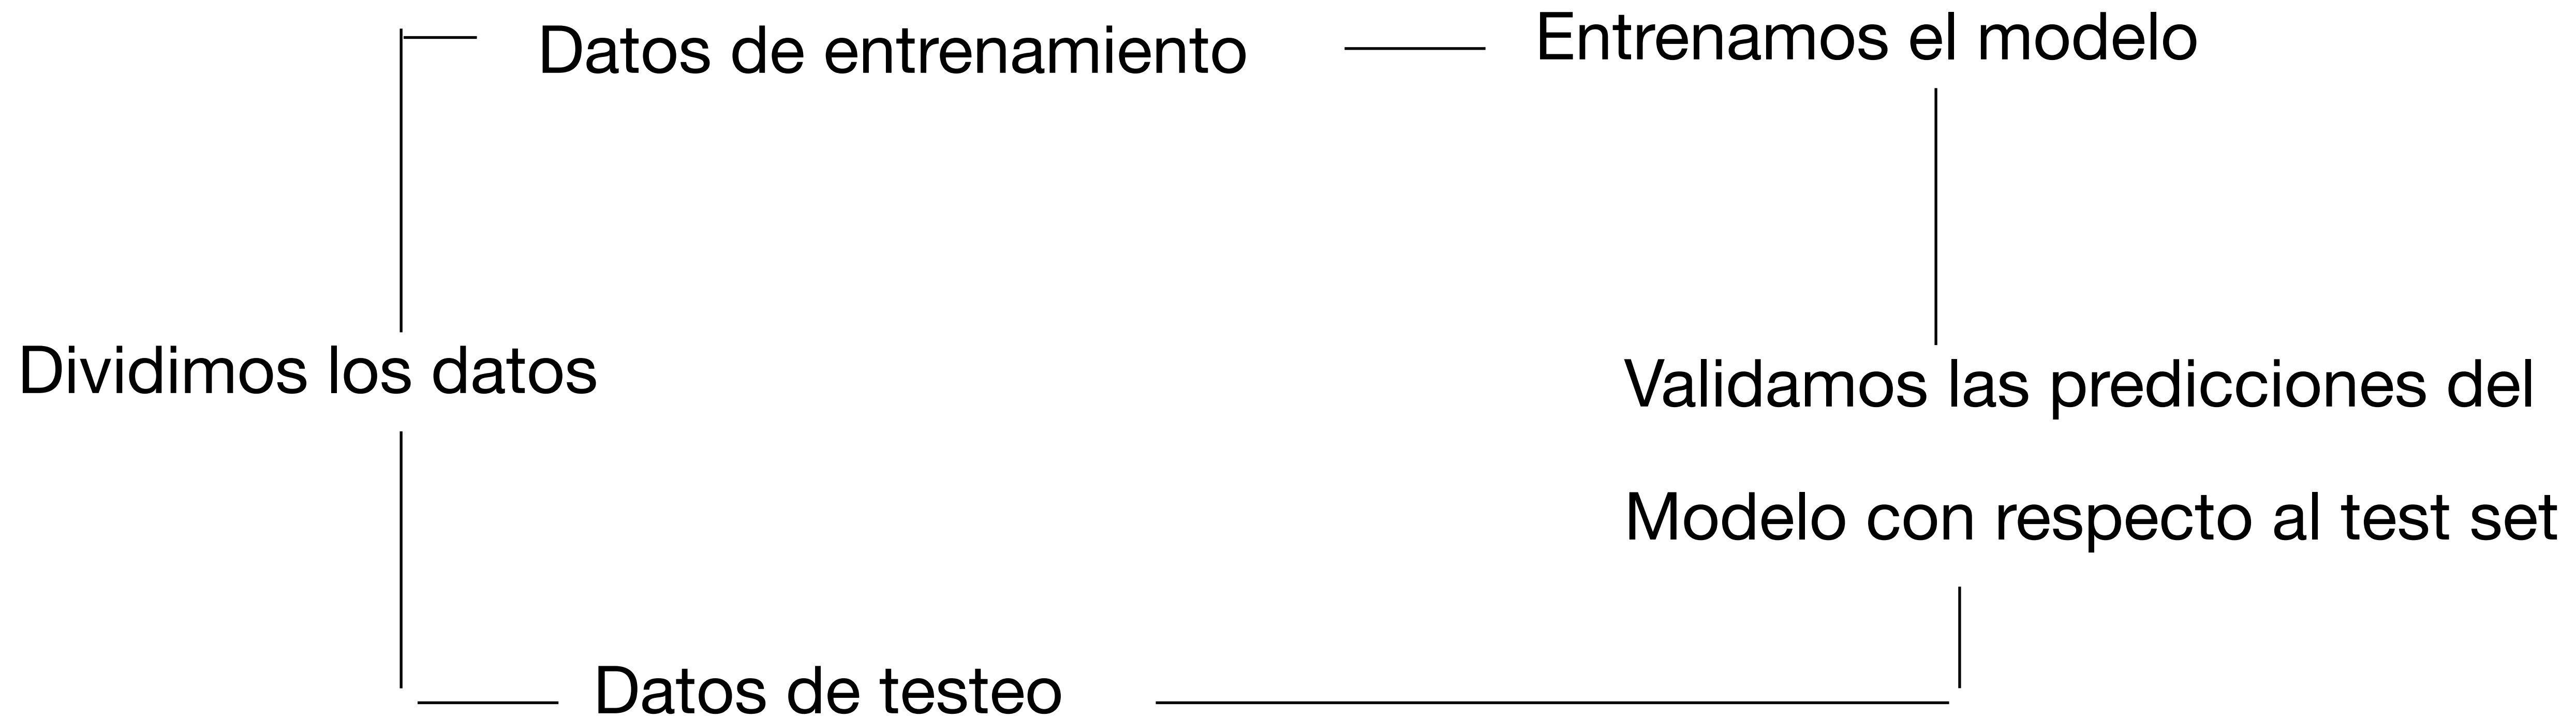 Datos de entrenamiento
Entrenamos el modelo
Dividimos los datos
Validamos las predicciones del
Modelo con respecto al test set
Datos de testeo